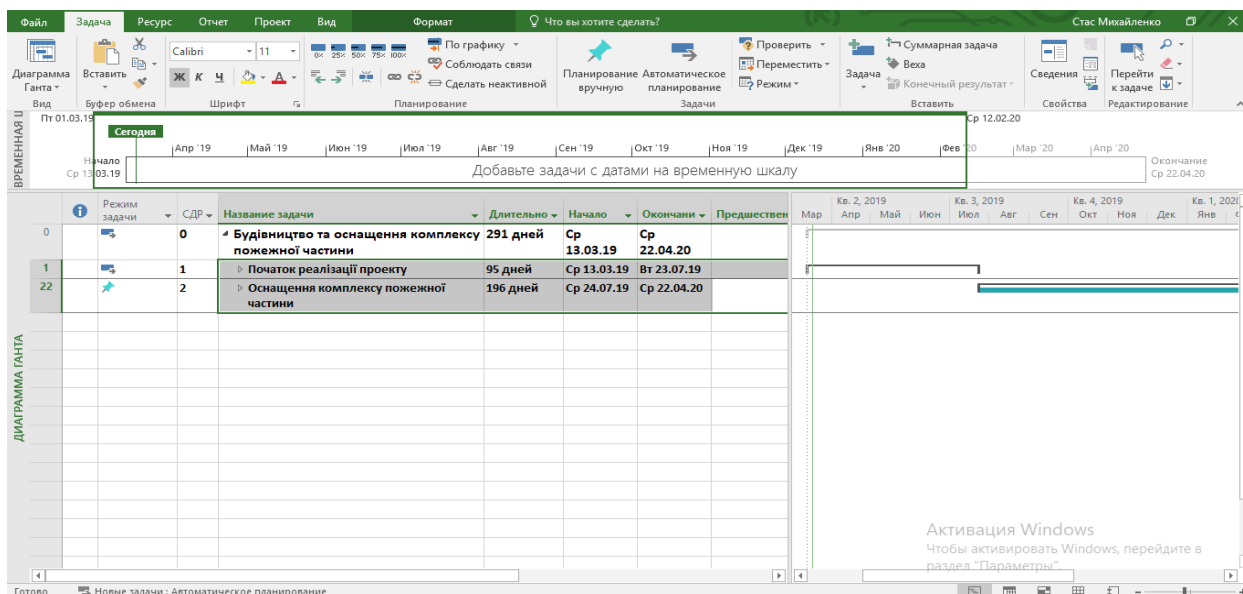 Файл Задача Ресурс Отчет Проект Вид Формат Что вы хотите сделать? Стас Михайленко
Диаграмма Ганта
Вставить
Calibri 11
Ж К Ч
0% 25% 50% 75% 100%
По графику
Соблюдать связи
Сделать неактивной
Планирование вручную
Автоматическое планирование
Проверить
Переместить
Режим
Задача
Суммарная задача
Веха
Конечный результат
Сведения
Перейти к задаче
Вид Буфер обмена Шрифт Планирование Задачи Вставить Свойства Редактирование
ВРЕМЕННАЯ
Пт 01.03.19 Ср 12.02.20
Сегодня
Апр '19 Май '19 Июн '19 Июл '19 Авг '19 Сен '19 Окт '19 Ноя '19 Дек '19 Янв '20 Фев '20 Мар '20 Апр '20
Начало
Ср 13.03.19
Добавьте задачи с датами на временную шкалу
Окончание
Ср 22.04.20
Режим задачи СДР Название задачи Длительно Начало Окончани Предшествен
Кв. 2, 2019 Кв. 3, 2019 Кв. 4, 2019 Кв. 1, 2020
Мар Апр Май Июн Июл Авг Сен Окт Ноя Дек Янв
0 0 Будівництво та оснащення комплексу 291 дней Ср Ср
пожежної частини 13.03.19 22.04.20
1 1 Початок реалізації проекту 95 дней Ср 13.03.19 Вт 23.07.19
22 2 Оснащення комплексу пожежної 196 дней Ср 24.07.19 Ср 22.04.20
частини
ДИАГРАММА ГАНТА
Активация Windows
Чтобы активировать Windows, перейдите в
раздел "Параметры".
Готово Новые задачи : Автоматическое планирование